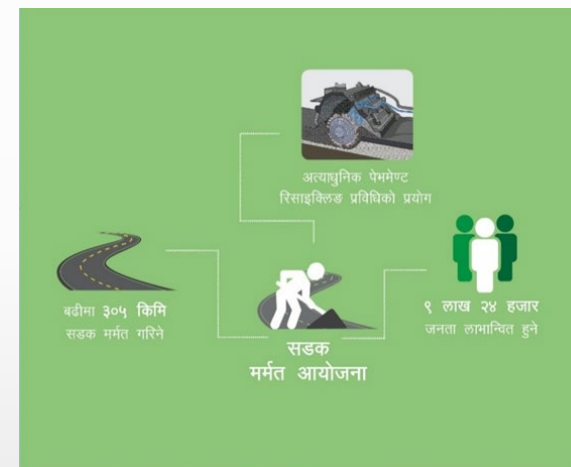 अत्याधुनिक पेभमेण्ट
रिसाइक्लिङ प्रविधिको प्रयोग
बढीमा ३०५ किमि
सडक मर्मत गरिने
९ लाख २४ हजार
जनता लाभान्वित हुने
सडक
मर्मत आयोजना